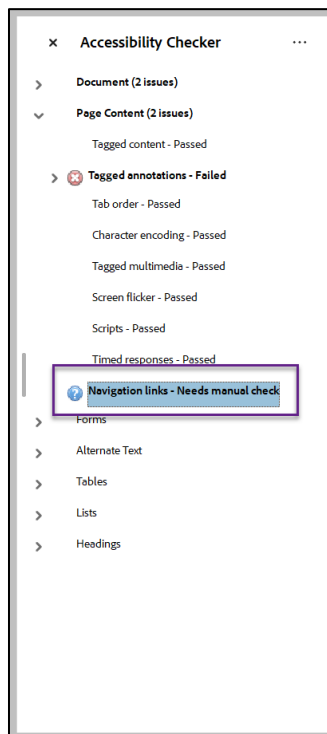 Accessibility Checker
Document (2 issues)
Page Content (2 issues)
Tagged content - Passed
Tagged annotations - Failed
Tab order - Passed
Character encoding - Passed
Tagged multimedia - Passed
Screen flicker - Passed
Scripts - Passed
Timed responses - Passed
Navigation links - Needs manual check
Forms
Alternate Text
Tables
Lists
Headings